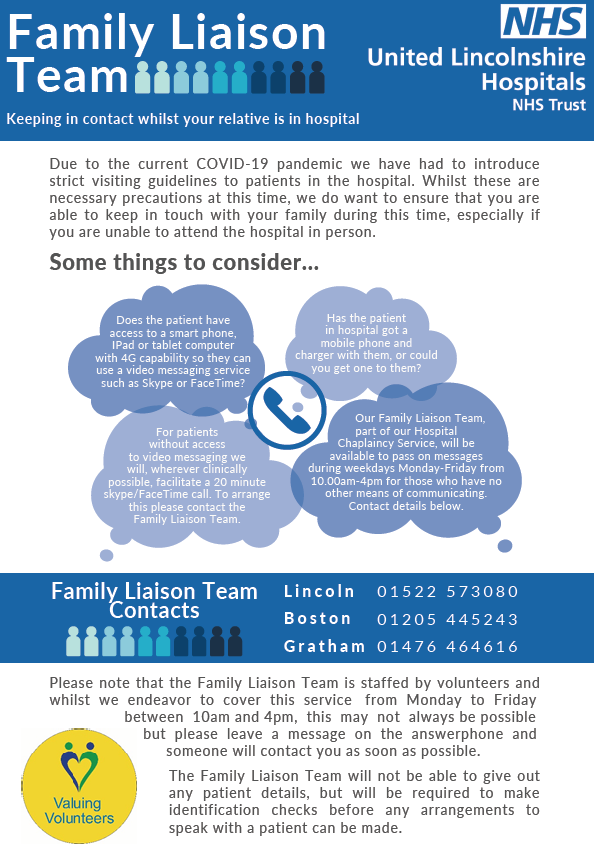 Family Liaison
Team
Keeping in contact whilst your relative is in hospital
NHS
United Lincolnshire
Hospitals
NHS Trust
Due to the current COVID-19 pandemic we have had to introduce
strict visiting guidelines to patients in the hospital. Whilst these are
necessary precautions at this time, we do want to ensure that you are
able to keep in touch with your family during this time, especially if
you are unable to attend the hospital in person.
Some things to consider...
Does the patient have
access to a smart phone,
IPad or tablet computer
with 4G capability so they can
use a video messaging service
such as Skype or FaceTime?
Has the patient
in hospital got a
mobile phone and
charger with them, or could
you get one to them?
For patients
without access
to video messaging we
will, wherever clinically
possible, facilitate a 20 minute
skype/FaceTime call. To arrange
this please contact the
Family Liaison Team.
Our Family Liaison Team,
part of our Hospital
Chaplaincy Service, will be
available to pass on messages
during weekdays Monday-Friday from
10.00am-4pm for those who have no
other means of communicating.
Contact details below.
Family Liaison Team
Contacts
Lincoln 01522 573080
Boston 01205 445243
Gratham 01476 464616
Please note that the Family Liaison Team is staffed by volunteers and
whilst we endeavor to cover this service from Monday to Friday
between 10am and 4pm, this may not always be possible
but please leave a message on the answerphone and
someone will contact you as soon as possible.
The Family Liaison Team will not be able to give out
any patient details, but will be required to make
identification checks before any arrangements to
speak with a patient can be made.
Valuing
Volunteers